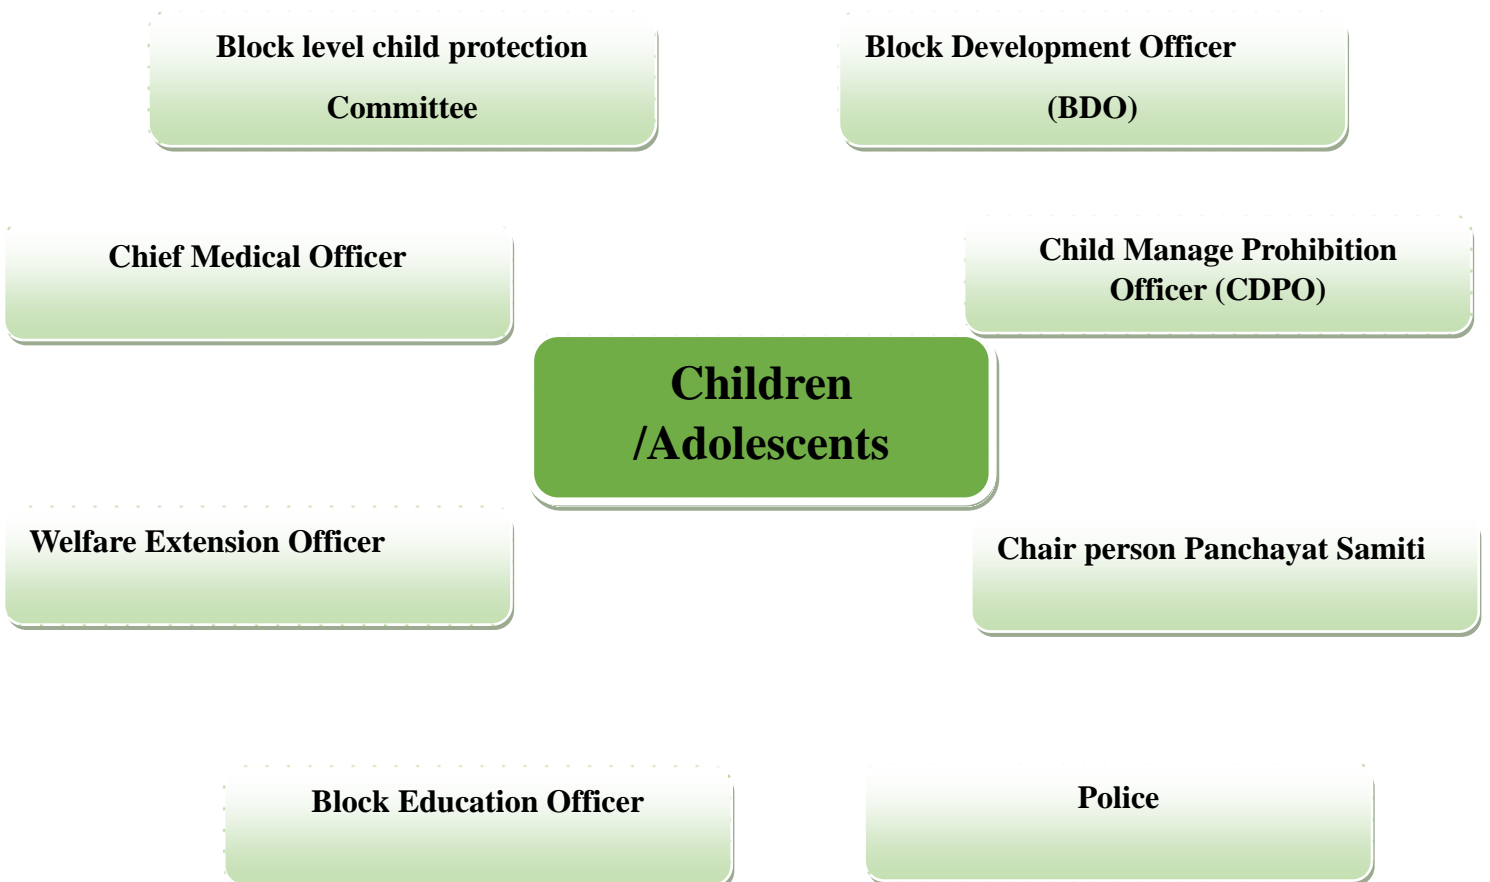 Block level child protection
Committee
Block Development Officer
(BDO)
Chief Medical Officer
Child Manage Prohibition
Officer (CDPO)
Children
/Adolescents
Welfare Extension Officer
Chair person Panchayat Samiti
Block Education Officer
Police